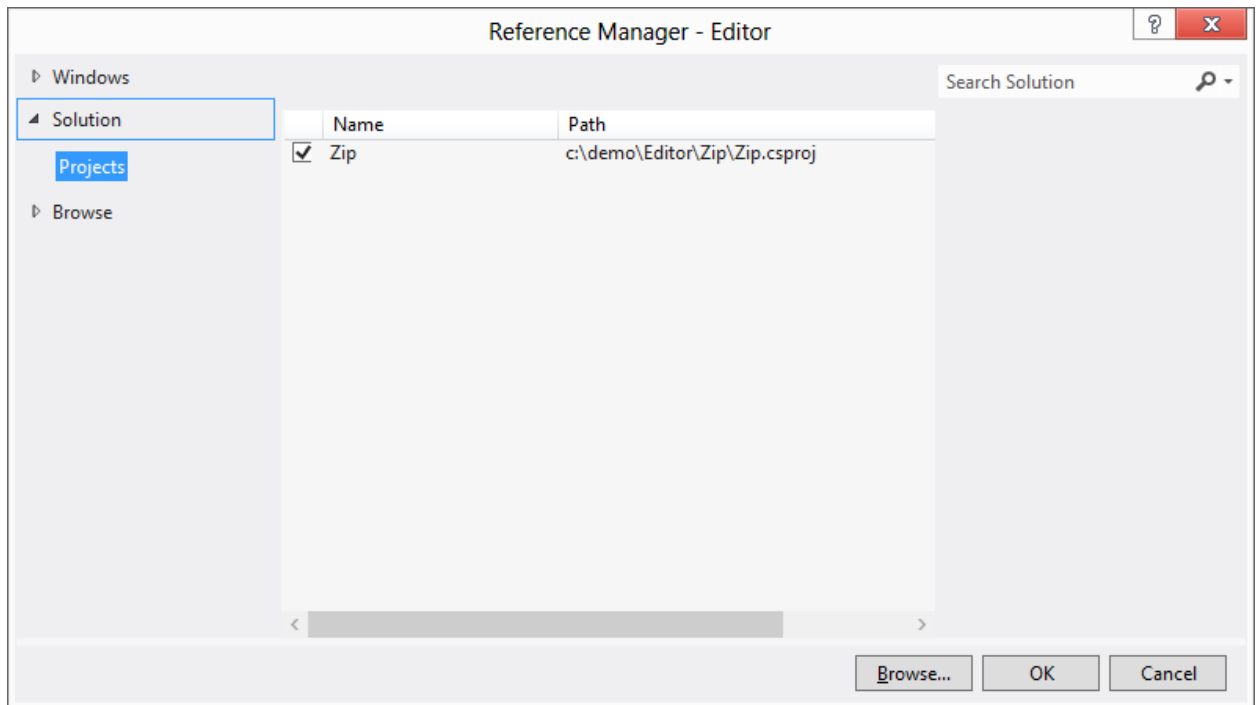 Reference Manager - Editor
?
x
Windows
Search Solution
Solution
Name Path
Zip c:\demo\Editor\Zip\Zip.csproj
Projects
Browse
Browse... OK Cancel